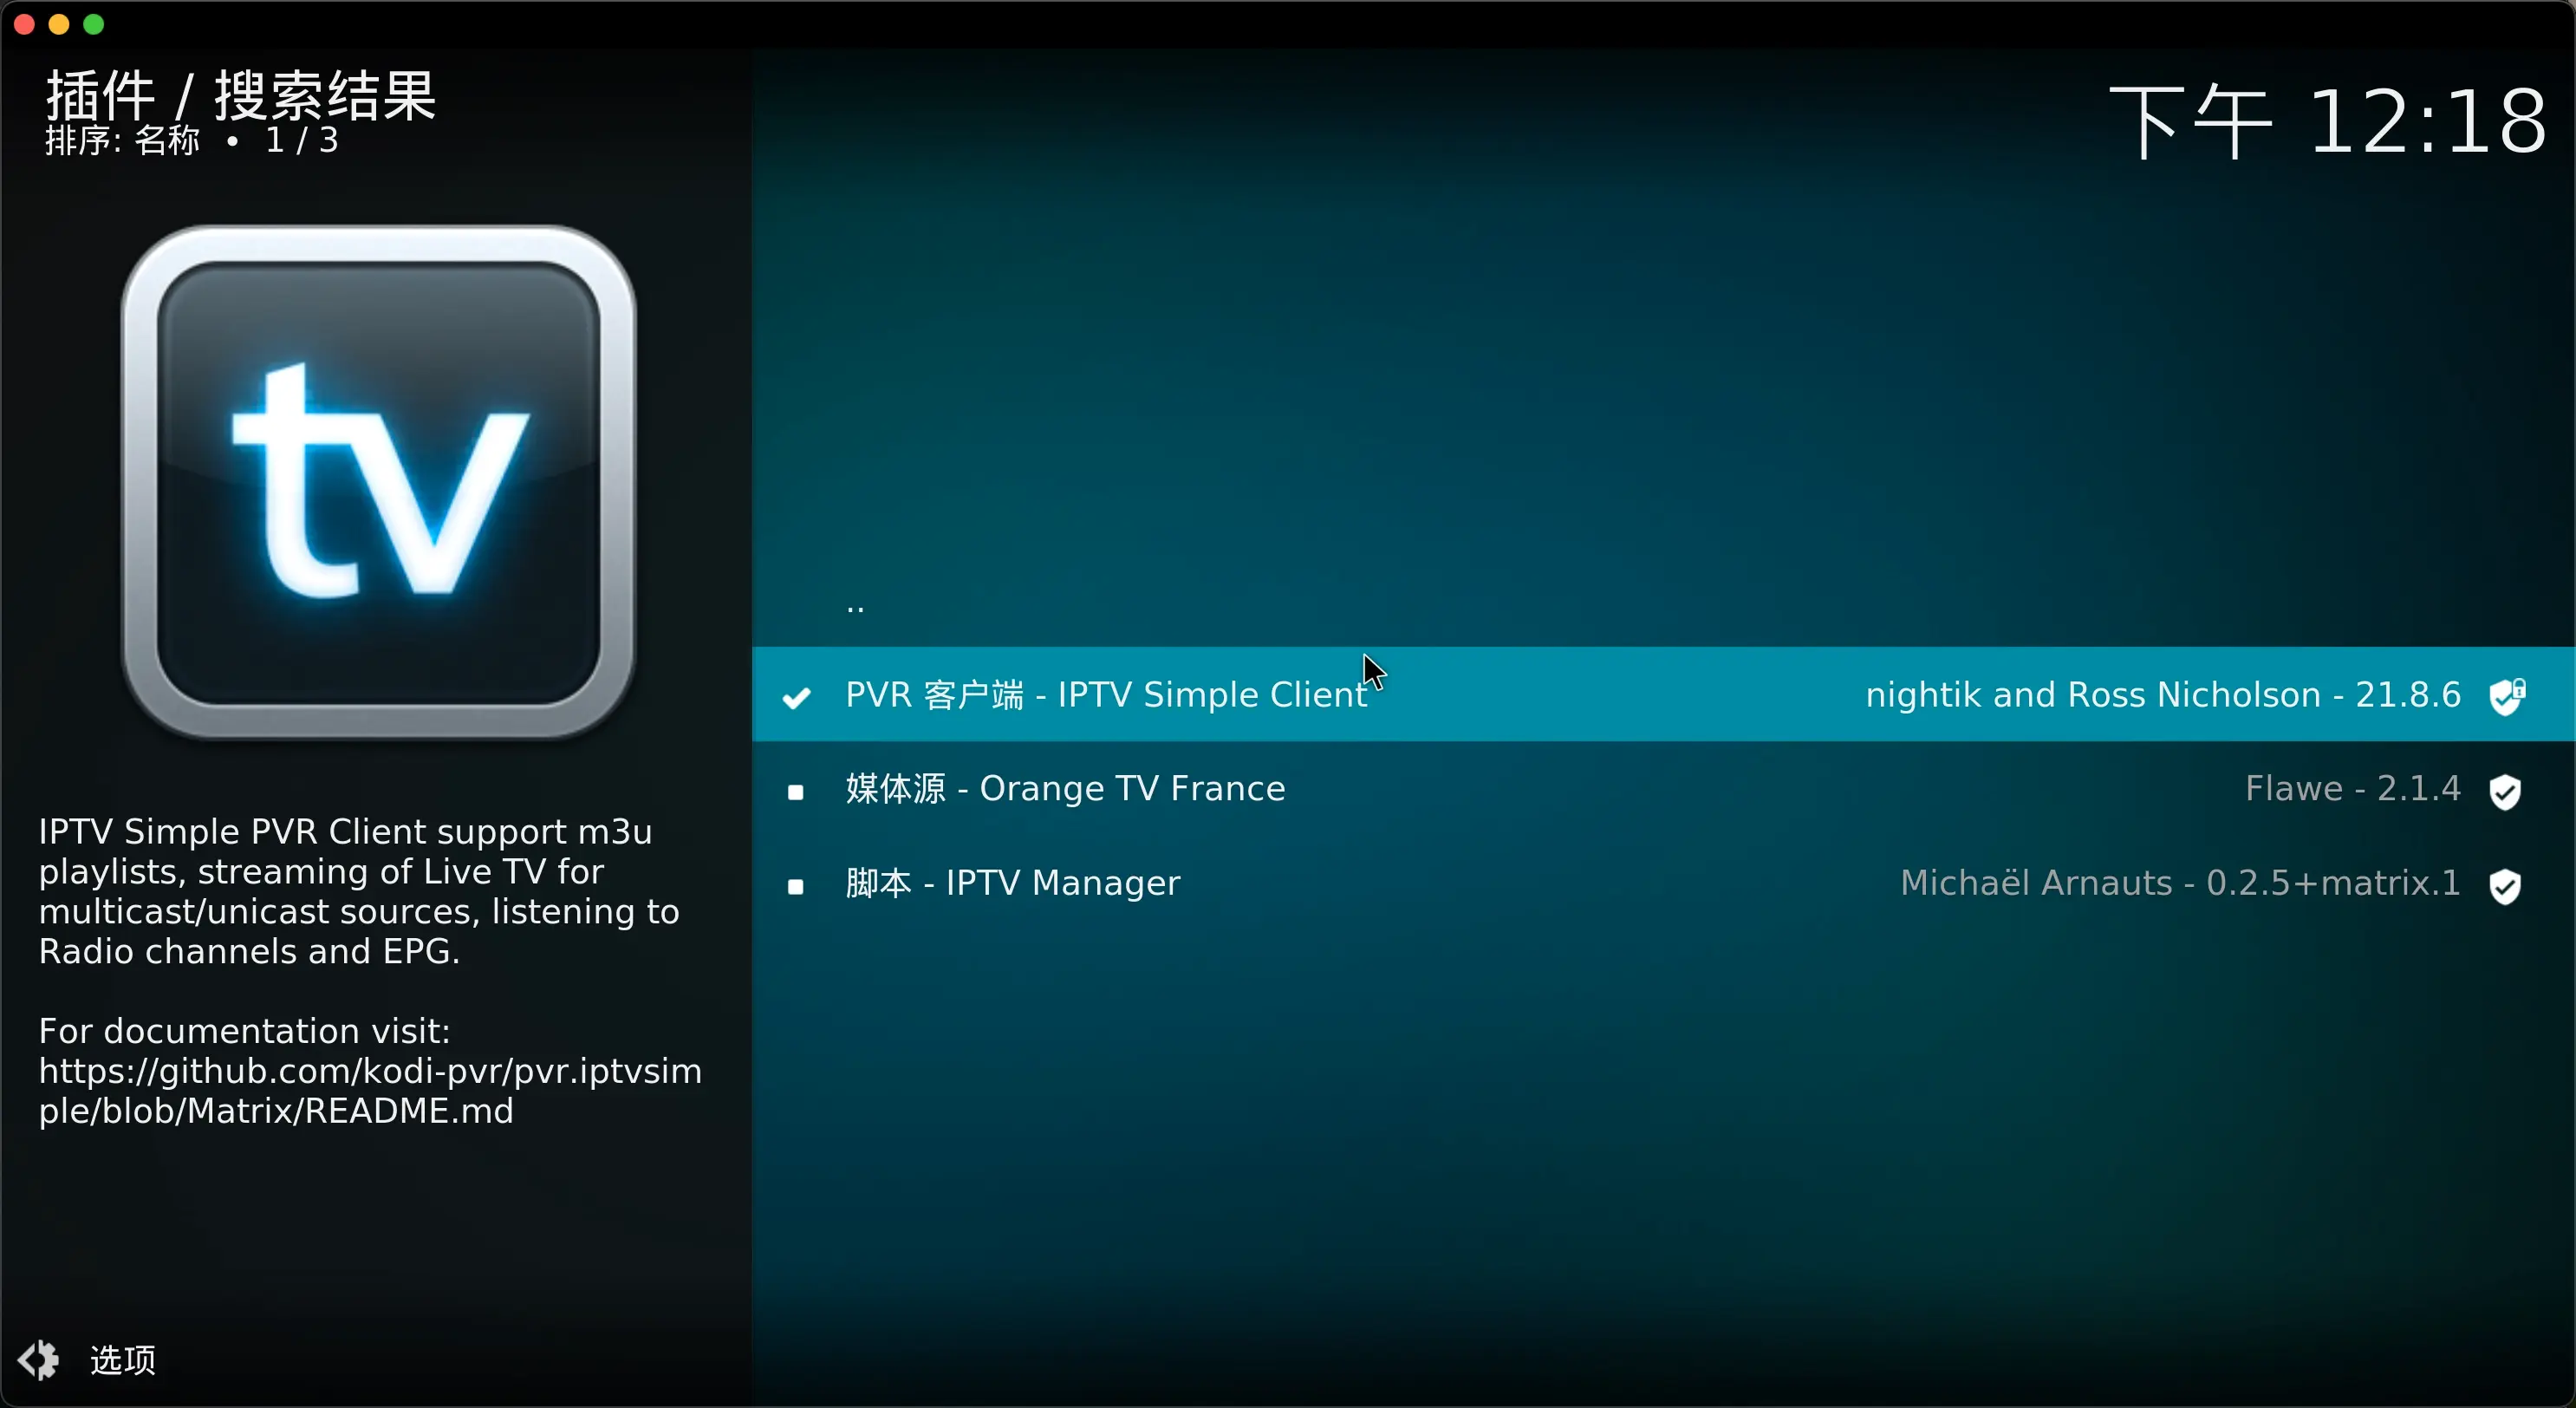 插件 / 搜索结果
排序: 名称 • 1 / 3
下午 12:18
tv
..
PVR 客户端 - IPTV Simple Client nightik and Ross Nicholson - 21.8.6
媒体源 - Orange TV France Flawe - 2.1.4
脚本 - IPTV Manager Michaël Arnauts - 0.2.5+matrix.1
IPTV Simple PVR Client support m3u
playlists, streaming of Live TV for
multicast/unicast sources, listening to
Radio channels and EPG.
For documentation visit:
https://github.com/kodi-pvr/pvr.iptvsim
ple/blob/Matrix/README.md
选项